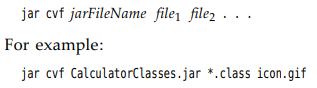 jar cvf jarFileName file1 file2 . . .
For example:
jar cvf CalculatorClasses.jar *.class icon.gif